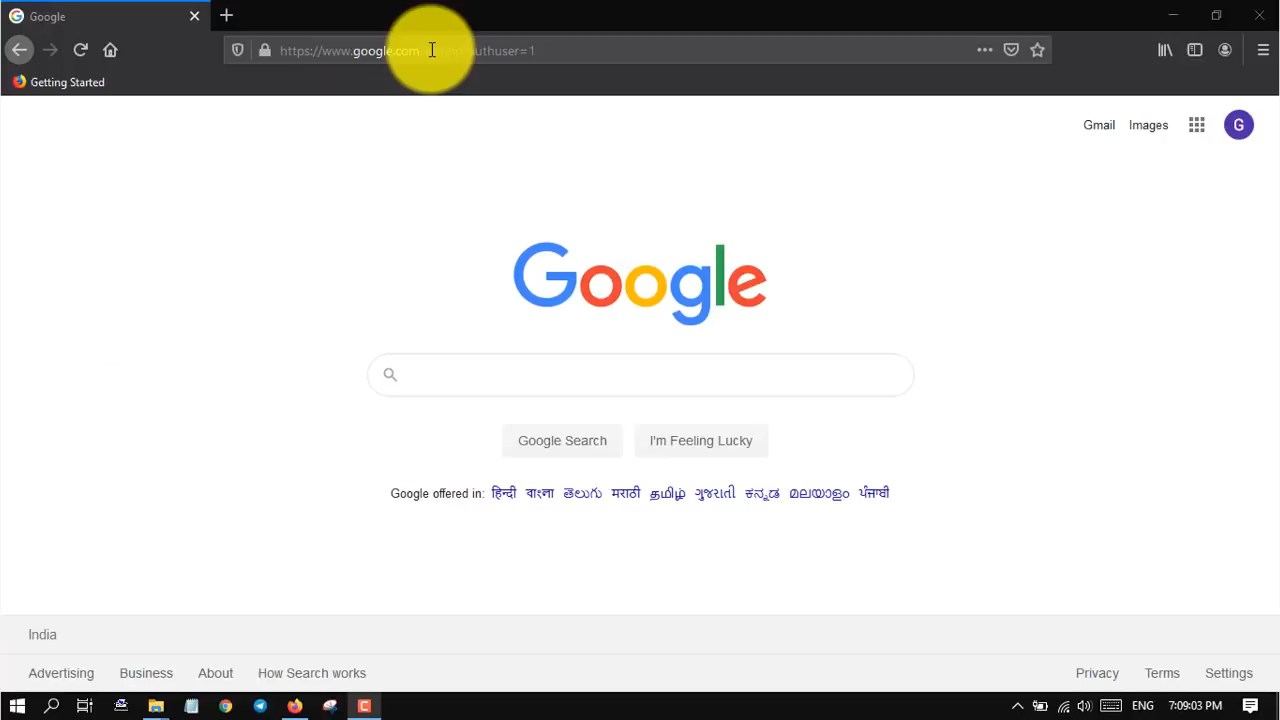 Google
https://www.google.com authuser=1
Getting Started
Gmail Images
G
Google
Google Search I'm Feeling Lucky
Google offered in: हिन्दी বাংলা తెలుగు मराठी தமிழ் ગુજરાતી ಕನ್ನಡ മലയാളം ਪੰਜਾਬੀ
India
Advertising Business About How Search works Privacy Terms Settings
ENG 7:09:03 PM